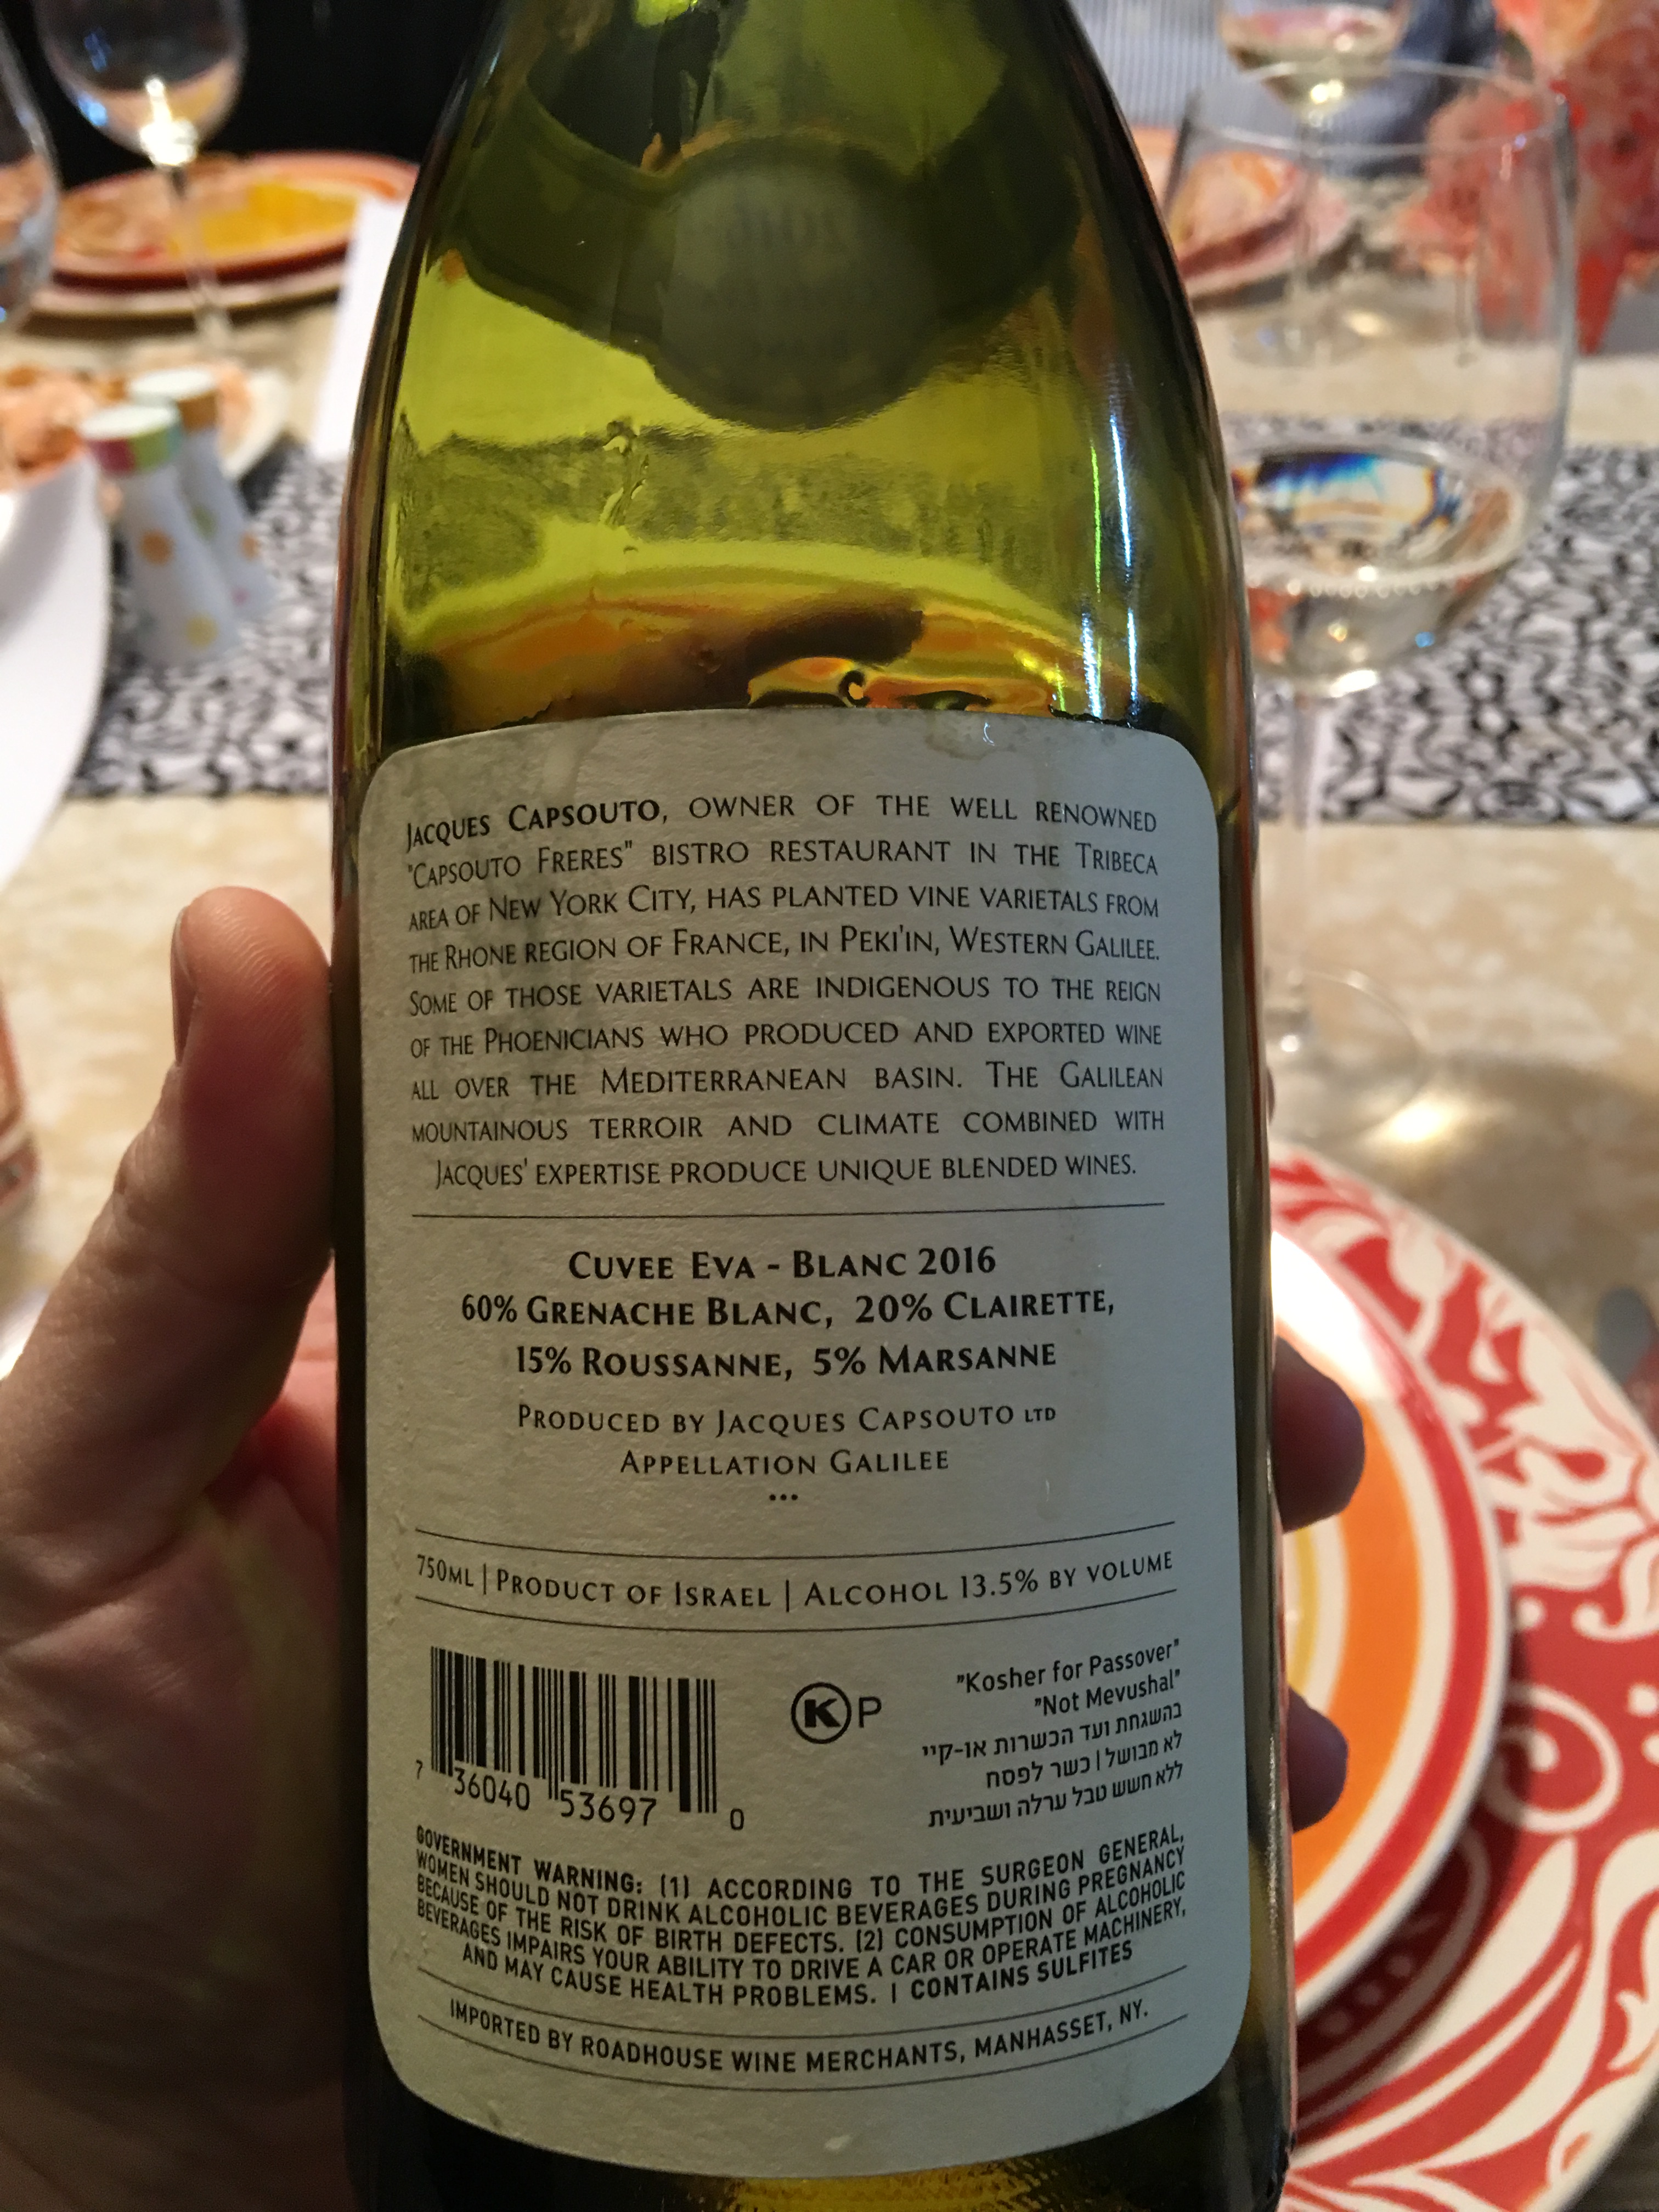 2016
JACQUES CAPSOUTO, OWNER OF THE WELL RENOWNED
"CAPSOUTO FRERES" BISTRO RESTAURANT IN THE TRIBECA
AREA OF NEW YORK CITY, HAS PLANTED VINE VARIETALS FROM
THE RHONE REGION OF FRANCE, IN PEKI'IN, WESTERN GALILEE.
SOME OF THOSE VARIETALS ARE INDIGENOUS TO THE REIGN
OF THE PHOENICIANS WHO PRODUCED AND EXPORTED WINE
ALL OVER THE MEDITERRANEAN BASIN. THE GALILEAN
MOUNTAINOUS TERROIR AND CLIMATE COMBINED WITH
JACQUES' EXPERTISE PRODUCE UNIQUE BLENDED WINES.
CUVEE EVA - BLANC 2016
60% GRENACHE BLANC, 20% CLAIRETTE,
15% ROUSSANNE, 5% MARSANNE
PRODUCED BY JACQUES CAPSOUTO LTD
APPELLATION GALILEE
•••
750ML | PRODUCT OF ISRAEL | ALCOHOL 13.5% BY VOLUME
7 36040 53697 0
K P
"Kosher for Passover"
"Not Mevushal"
בהשגחת ועד הכשרות או-קיי
לא מבושל | כשר לפסח
ללא חשש טבל ערלה ושביעית
GOVERNMENT WARNING: (1) ACCORDING TO THE SURGEON GENERAL,
WOMEN SHOULD NOT DRINK ALCOHOLIC BEVERAGES DURING PREGNANCY
BECAUSE OF THE RISK OF BIRTH DEFECTS. (2) CONSUMPTION OF ALCOHOLIC
BEVERAGES IMPAIRS YOUR ABILITY TO DRIVE A CAR OR OPERATE MACHINERY,
AND MAY CAUSE HEALTH PROBLEMS. | CONTAINS SULFITES
IMPORTED BY ROADHOUSE WINE MERCHANTS, MANHASSET, NY.